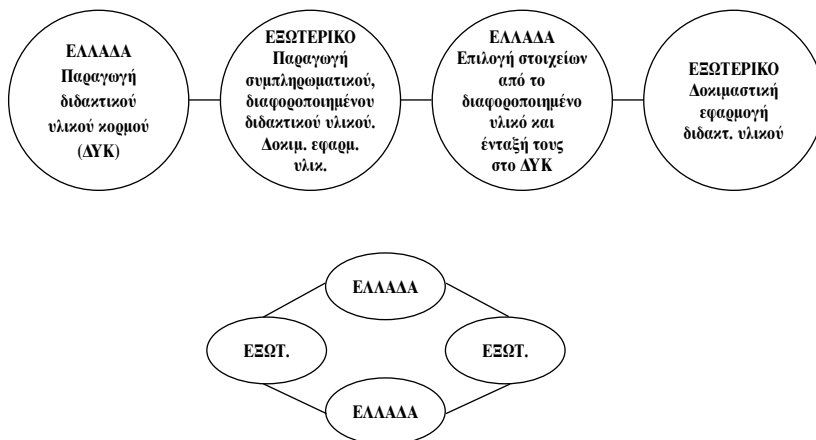 ΕΛΛΑΔΑ
Παραγωγή
διδακτικού
υλικού κορμού
(ΔΥΚ)
ΕΞΩΤΕΡΙΚΟ
Παραγωγή
συμπληρωματικού,
διαφοροποιημένου
διδακτικού υλικού.
Δοκιμ. εφαρμ.
υλικ.
ΕΛΛΑΔΑ
Επιλογή στοιχείων
από το
διαφοροποιημένο
υλικό και
ένταξή τους
στο ΔΥΚ
ΕΞΩΤΕΡΙΚΟ
Δοκιμαστική
εφαρμογή
διδακτ. υλικού
ΕΛΛΑΔΑ
ΕΞΩΤ.
ΕΞΩΤ.
ΕΛΛΑΔΑ